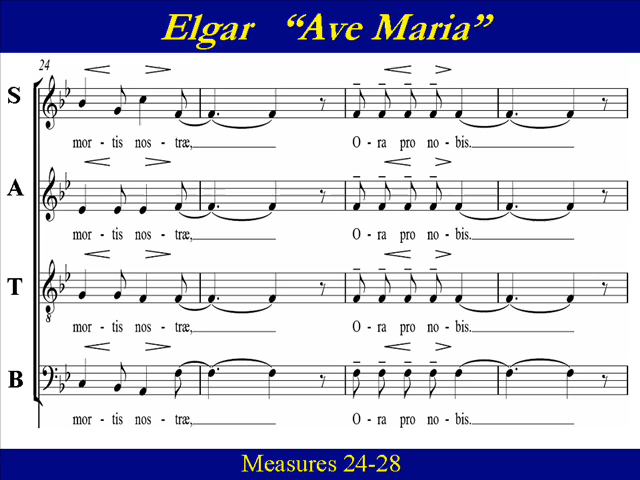 Elgar “Ave Maria”
24
S
mor - tis nos - træ,
O - ra pro no - bis.
A
mor - tis nos - træ,
O - ra pro no - bis.
T
8
mor - tis nos - træ,
O - ra pro no - bis.
B
mor - tis nos - træ,
O - ra pro no - bis.
Measures 24-28